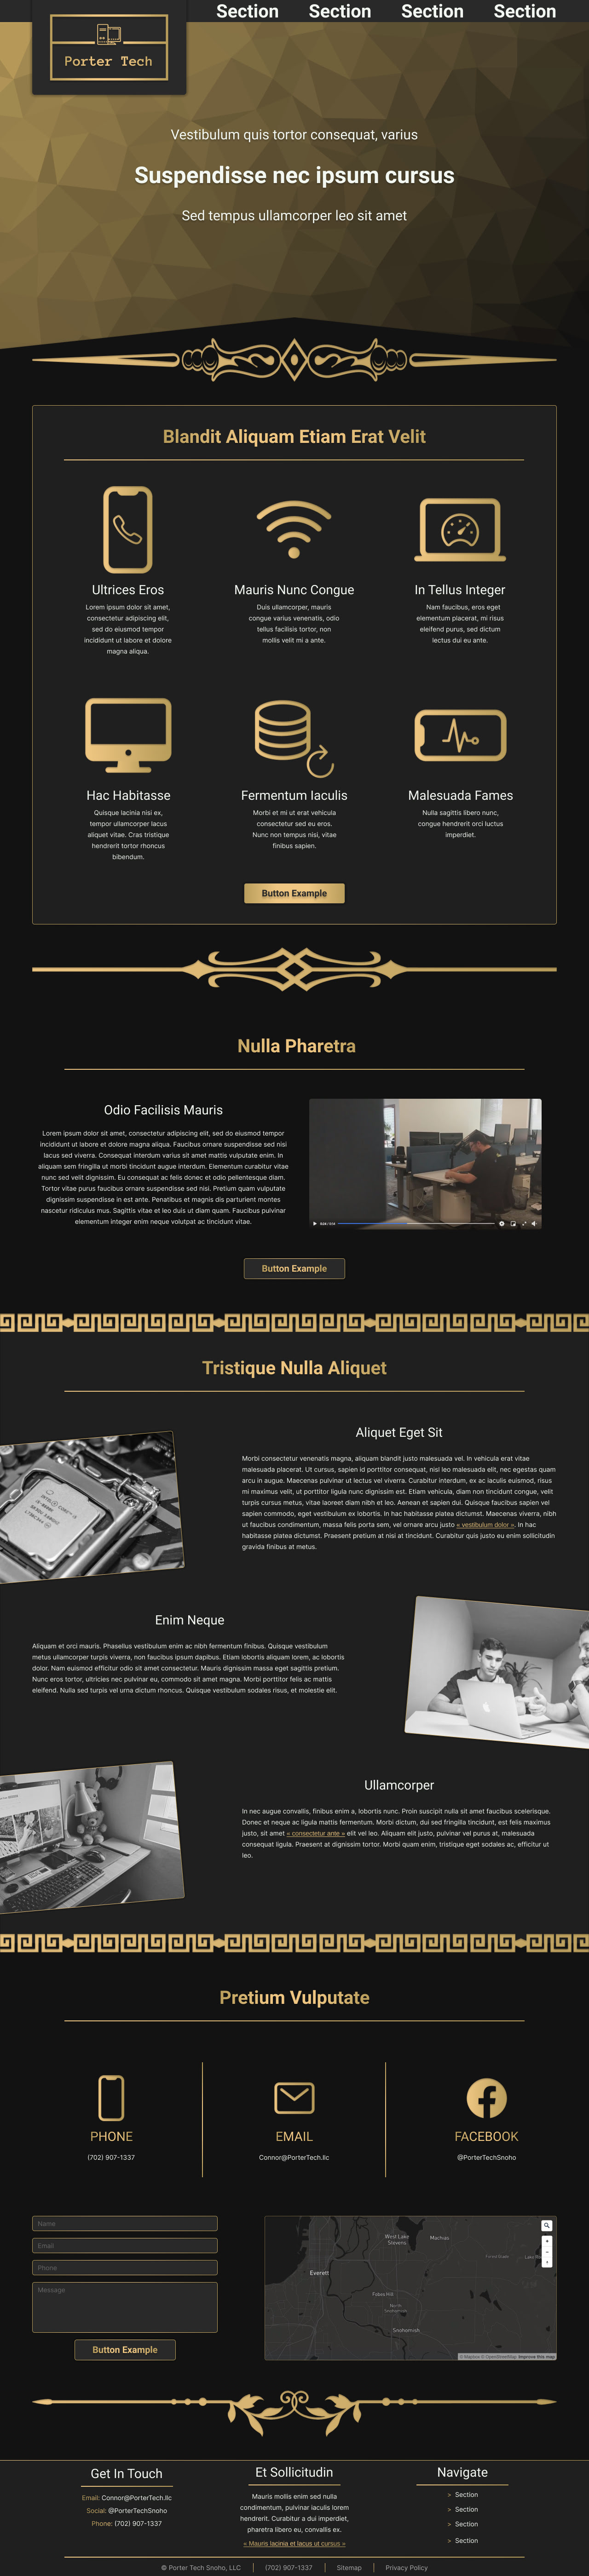 Section Section Section Section
Porter Tech
Vestibulum quis tortor consequat, varius
Suspendisse nec ipsum cursus
Sed tempus ullamcorper leo sit amet
Blandit Aliquam Etiam Erat Velit
Ultrices Eros
Lorem ipsum dolor sit amet,
consectetur adipiscing elit,
sed do eiusmod tempor
incididunt ut labore et dolore
magna aliqua.
Mauris Nunc Congue
Duis ullamcorper, mauris
congue varius venenatis, odio
tellus facilisis tortor, non
mollis velit mi a ante.
In Tellus Integer
Nam faucibus, eros eget
elementum placerat, mi risus
eleifend purus, sed dictum
lectus dui eu ante.
Hac Habitasse
Quisque lacinia nisi ex,
tempor ullamcorper lacus
aliquet vitae. Cras tristique
hendrerit tortor rhoncus
bibendum.
Fermentum Iaculis
Morbi et mi ut erat vehicula
consectetur sed eu eros.
Nunc non tempus nisi, vitae
finibus sapien.
Malesuada Fames
Nulla sagittis libero nunc,
congue hendrerit orci luctus
imperdiet.
Button Example
Nulla Pharetra
Odio Facilisis Mauris
Lorem ipsum dolor sit amet, consectetur adipiscing elit, sed do eiusmod tempor
incididunt ut labore et dolore magna aliqua. Faucibus ornare suspendisse sed nisi
lacus sed viverra. Consequat interdum varius sit amet mattis vulputate enim. In
aliquam sem fringilla ut morbi tincidunt augue interdum. Elementum curabitur vitae
nunc sed velit dignissim. Eu consequat ac felis donec et odio pellentesque diam.
Tortor vitae purus faucibus ornare suspendisse sed nisi. Pretium quam vulputate
dignissim suspendisse in est ante. Penatibus et magnis dis parturient montes
nascetur ridiculus mus. Sagittis vitae et leo duis ut diam quam. Faucibus pulvinar
elementum integer enim neque volutpat ac tincidunt vitae.
Button Example
Tristique Nulla Aliquet
Aliquet Eget Sit
Morbi consectetur venenatis magna, aliquam blandit justo malesuada vel. In vehicula erat vitae
malesuada placerat. Ut cursus, sapien id porttitor consequat, nisl leo malesuada elit, nec egestas quam
arcu in augue. Maecenas pulvinar ut lectus vel viverra. Curabitur interdum, ex ac iaculis euismod, risus
mi maximus velit, ut porttitor ligula nunc dignissim est. Etiam vehicula, diam non tincidunt congue, velit
turpis cursus metus, vitae laoreet diam nibh et leo. Aenean et sapien dui. Quisque faucibus sapien vel
sapien commodo, eget vestibulum ex lobortis. In hac habitasse platea dictumst. Maecenas viverra, nibh
ut faucibus condimentum, massa felis porta sem, vel ornare arcu justo « vestibulum dolor ». In hac
habitasse platea dictumst. Praesent pretium at nisi at tincidunt. Curabitur quis justo eu enim sollicitudin
gravida finibus at metus.
Enim Neque
Aliquam et orci mauris. Phasellus vestibulum enim ac nibh fermentum finibus. Quisque vestibulum
metus ullamcorper turpis viverra, non faucibus ipsum dapibus. Etiam lobortis aliquam lorem, ac lobortis
dolor. Nam euismod efficitur odio sit amet consectetur. Mauris dignissim massa eget sagittis pretium.
Nunc eros tortor, ultricies nec pulvinar eu, commodo sit amet magna. Morbi porttitor felis ac mattis
eleifend. Nulla sed turpis vel urna dictum rhoncus. Quisque vestibulum sodales risus, et molestie elit.
Ullamcorper
In nec augue convallis, finibus enim a, lobortis nunc. Proin suscipit nulla sit amet faucibus scelerisque.
Donec et neque ac ligula mattis fermentum. Morbi dictum, dui sed fringilla tincidunt, est felis maximus
justo, sit amet « consectetur ante » elit vel leo. Aliquam elit justo, pulvinar vel purus at, malesuada
consequat ligula. Praesent at dignissim tortor. Morbi quam enim, tristique eget sodales ac, efficitur ut
leo.
Pretium Vulputate
PHONE
(702) 907-1337
EMAIL
Connor@PorterTech.llc
FACEBOOK
@PorterTechSnoho
Name
Email
Phone
Message
Button Example
West Lake
Stevens
Machias
Everett
Fobes Hill
North
Snohomish
Snohomish
© Mapbox © OpenStreetMap Improve this map
Get In Touch
Email: Connor@PorterTech.llc
Social: @PorterTechSnoho
Phone: (702) 907-1337
Et Sollicitudin
Mauris mollis enim sed nulla
condimentum, pulvinar iaculis lorem
hendrerit. Curabitur a dui imperdiet,
pharetra libero eu, convallis ex.
« Mauris lacinia et lacus ut cursus »
Navigate
> Section
> Section
> Section
> Section
© Porter Tech Snoho, LLC | (702) 907-1337 | Sitemap | Privacy Policy